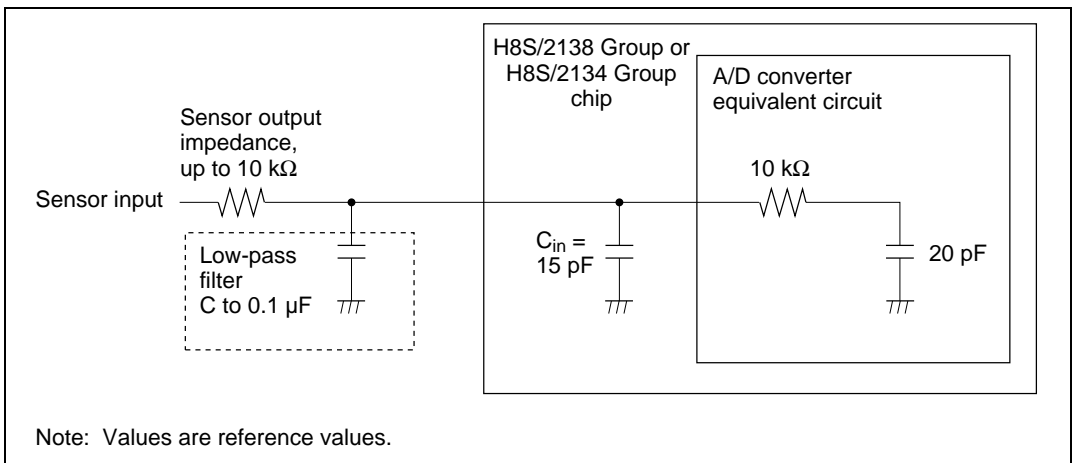 H8S/2138 Group or
H8S/2134 Group
chip
A/D converter
equivalent circuit
Sensor output
impedance,
up to 10 kΩ
10 kΩ
Sensor input
Low-pass
filter
C to 0.1 µF
Cin =
15 pF
20 pF
Note: Values are reference values.